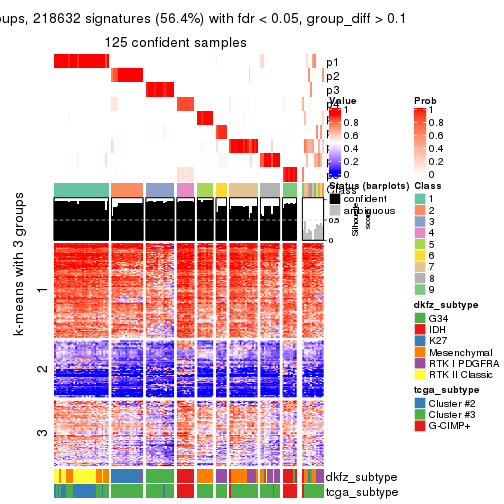 oups, 218632 signatures (56.4%) with fdr < 0.05, group_diff > 0.1
125 confident samples
p1
p2
p3
Value
1
0.8
0.6
0.4
0.2
0
Prob
1
0.8
0.6
0.4
0.2
0
Class
Status (barplots)
confident
ambiguous
0.5
0
Silhouette
score
Class
1
2
3
4
5
6
7
8
9
k-means with 3 groups
1
2
3
dkfz_subtype
G34
IDH
K27
Mesenchymal
RTK I PDGFRA
RTK II Classic
tcga_subtype
Cluster #2
Cluster #3
G-CIMP+
dkfz_subtype
tcga_subtype